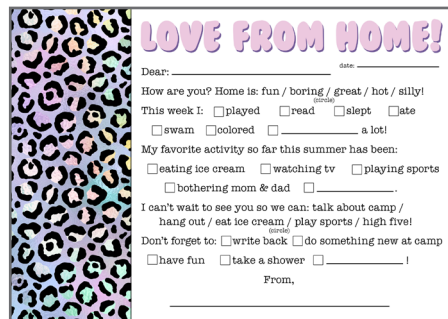 LOVE FROM HOME!
date:
Dear:
How are you? Home is: fun / boring / great / hot / silly!
(circle)
This week I: played read slept ate
swam colored a lot!
My favorite activity so far this summer has been:
eating ice cream watching tv playing sports
bothering mom & dad .
I can't wait to see you so we can: talk about camp /
hang out / eat ice cream / play sports / high five!
(circle)
Don't forget to: write back do something new at camp
have fun take a shower !
From,